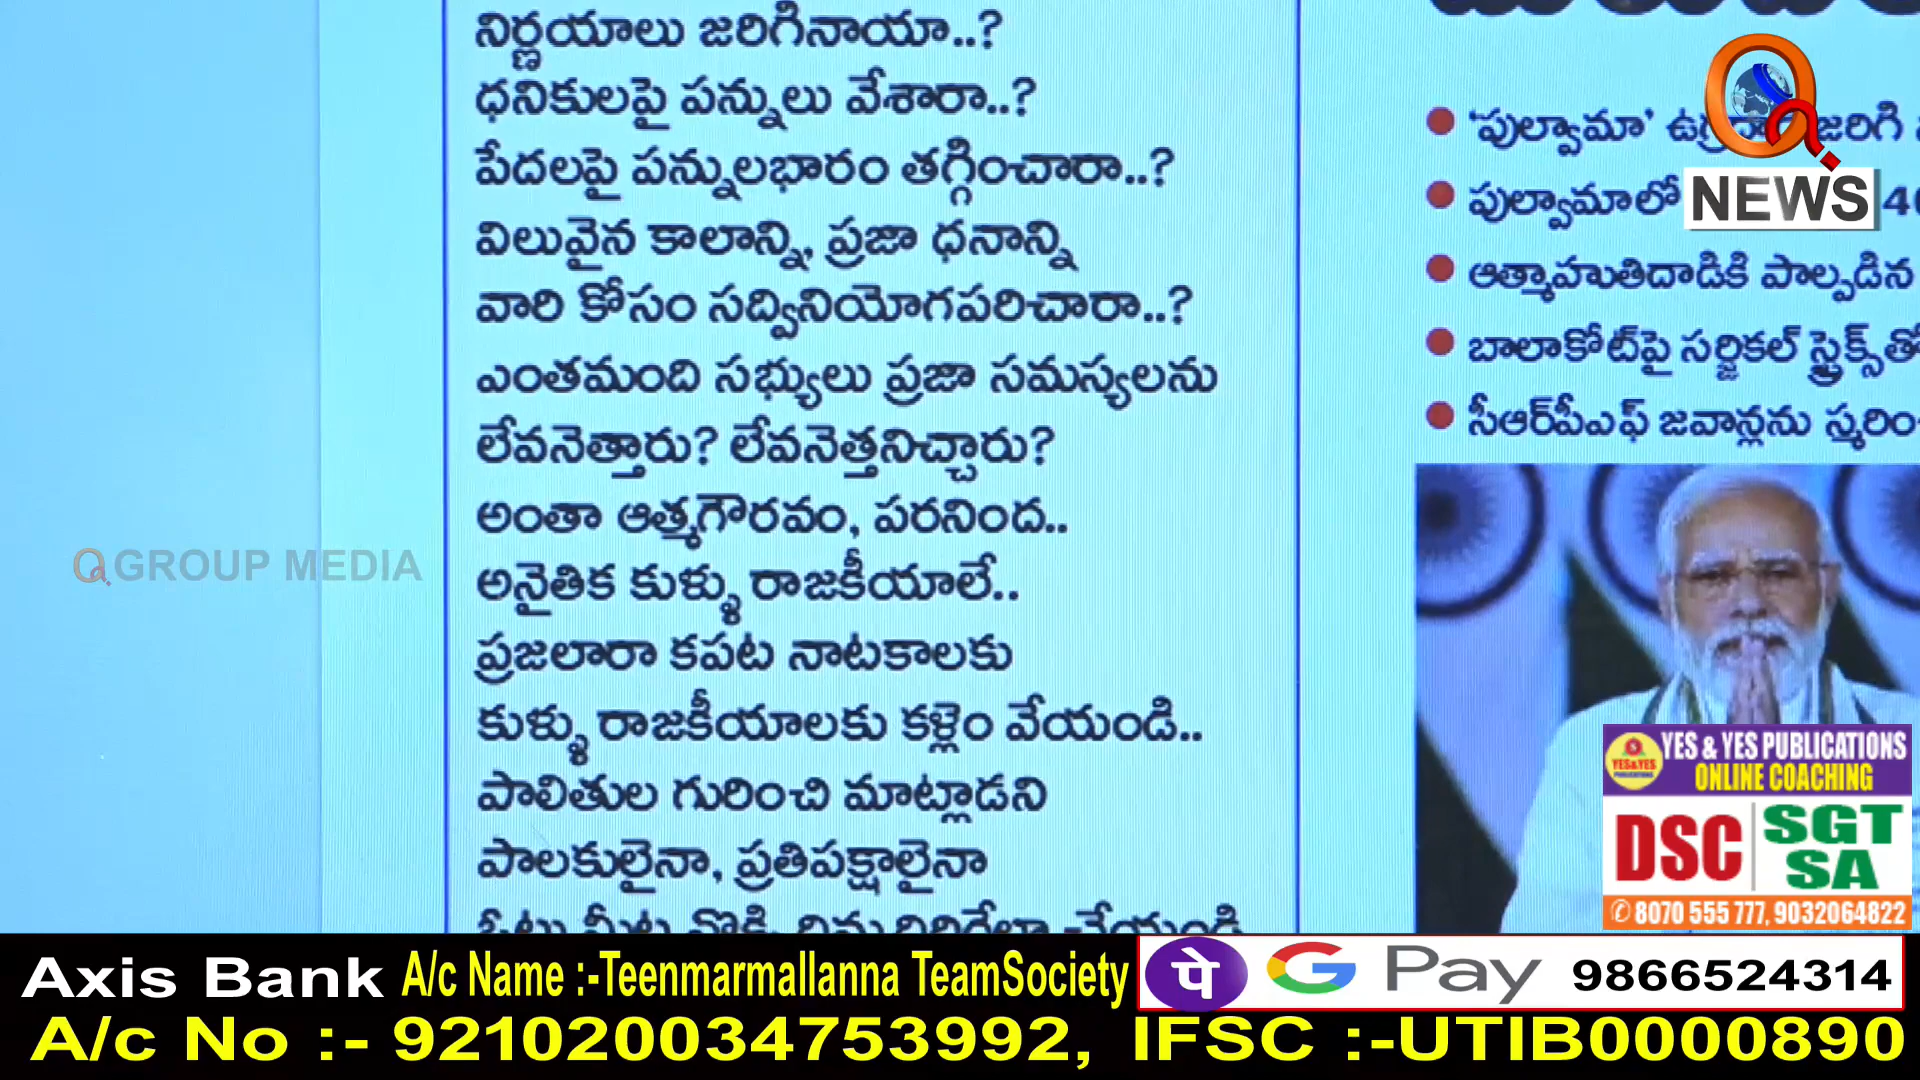 నిర్ణయాలు జరిగినాయా..?
ధనికులపై పన్నులు వేశారా..?
పేదలపై పన్నులభారం తగ్గించారా..?
విలువైన కాలాన్ని, ప్రజా ధనాన్ని
వారి కోసం సద్వినియోగపరిచారా..?
ఎంతమంది సభ్యులు ప్రజా సమస్యలను
లేవనెత్తారు? లేవనెత్తనిచ్చారు?
అంతా ఆత్మగౌరవం, పరనింద..
అనైతిక కుళ్ళు రాజకీయాలే..
ప్రజలారా కపట నాటకాలకు
కుళ్ళు రాజకీయాలకు కళ్లెం వేయండి..
పాలితుల గురించి మాట్లాడని
పాలకులైనా, ప్రతిపక్షాలైనా
'పుల్వామా' జరిగి
పుల్వామాలో
ఆత్మాహుతిదాడికి పాల్పడిన
బాలాకోట్‌పై సర్జికల్ స్ట్రైక్స్‌తో
సీఆర్‌పీఎఫ్ జవాన్లను
Q NEWS
Q GROUP MEDIA
YES & YES PUBLICATIONS
ONLINE COACHING
YES&YES
DSC SGT
SA
8070 555 777, 9032064822
Axis Bank A/c Name :-Teenmarmallanna TeamSociety
पे G Pay 9866524314
A/c No :- 921020034753992, IFSC :-UTIB0000890